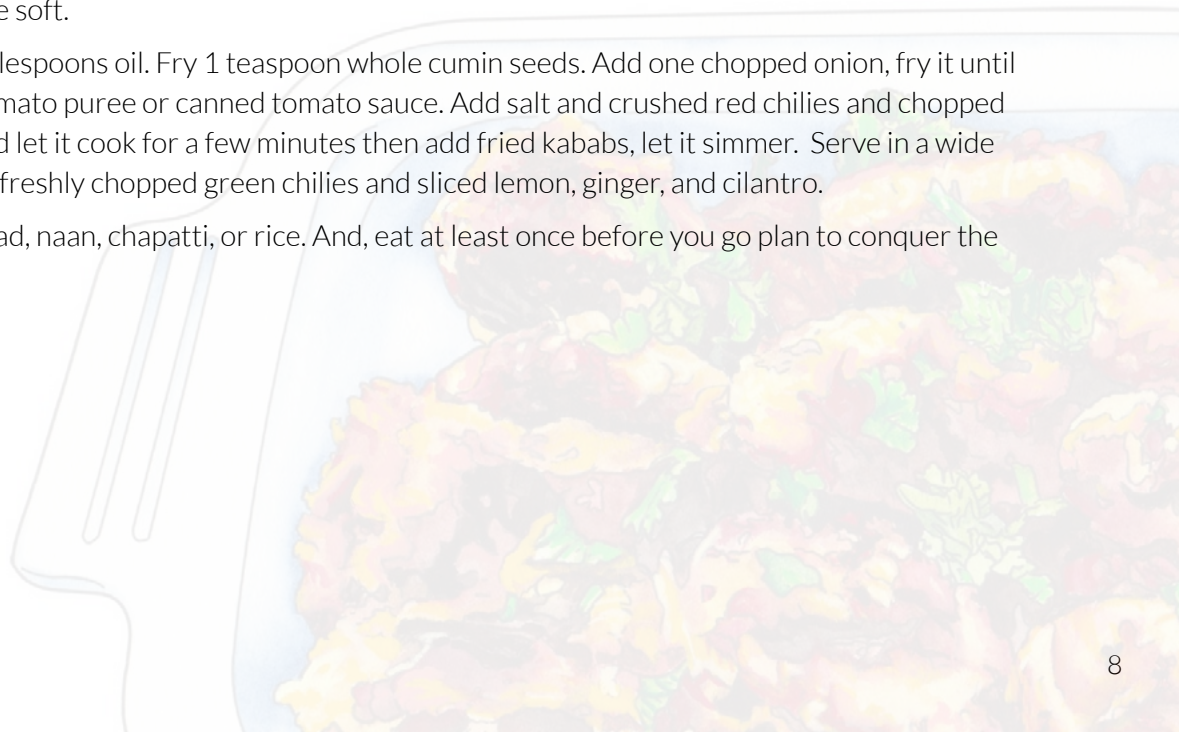 e soft.
lespoons oil. Fry 1 teaspoon whole cumin seeds. Add one chopped onion, fry it until
mato puree or canned tomato sauce. Add salt and crushed red chilies and chopped
d let it cook for a few minutes then add fried kababs, let it simmer.  Serve in a wide
freshly chopped green chilies and sliced lemon, ginger, and cilantro.
ad, naan, chapatti, or rice. And, eat at least once before you go plan to conquer the
8